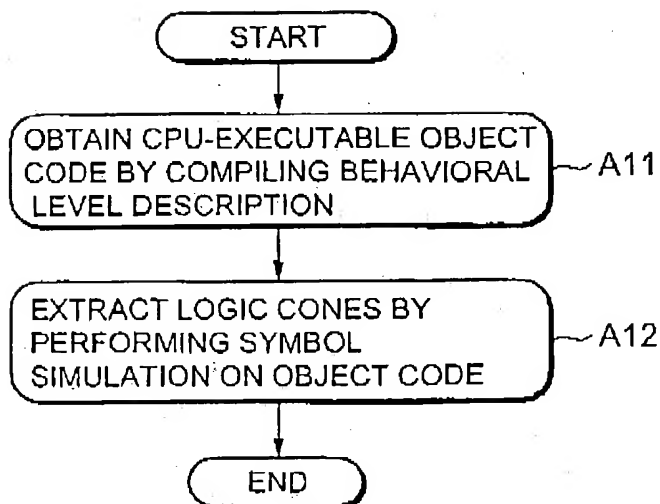 START
OBTAIN CPU-EXECUTABLE OBJECT
CODE BY COMPILING BEHAVIORAL
LEVEL DESCRIPTION
A11
EXTRACT LOGIC CONES BY
PERFORMING SYMBOL
SIMULATION ON OBJECT CODE
A12
END